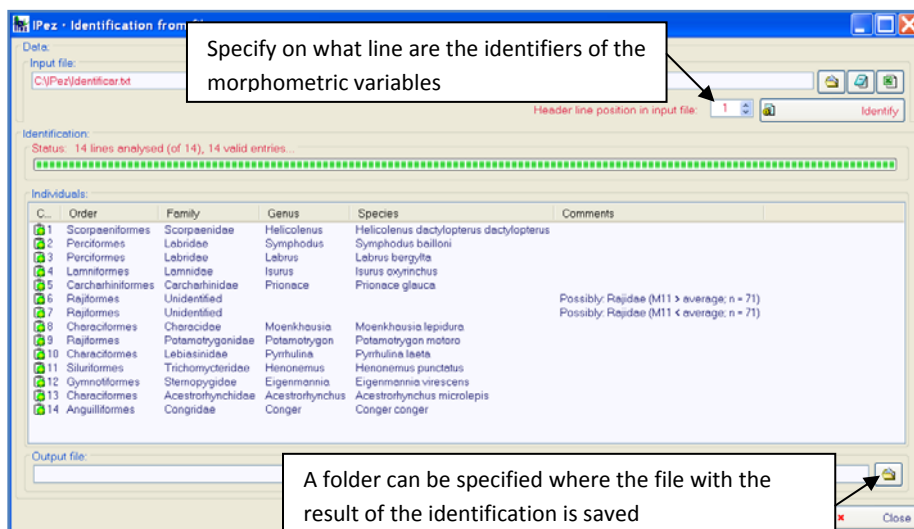 IPez - Identification from
Specify on what line are the identifiers of the
morphometric variables
Data:
Input file:
C:\IPez\Identificar.txt
Header line position in input file: 1 Identify
Identification:
Status: 14 lines analysed (of 14), 14 valid entries...
Individuals:
C... Order Family Genus Species Comments
1 Scorpaeniformes Scorpaenidae Helicolenus Helicolenus dactylopterus dactylopterus
2 Perciformes Labridae Symphodus Symphodus bailloni
3 Perciformes Labridae Labrus Labrus bergylta
4 Lamniformes Lamnidae Isurus Isurus oxyrinchus
5 Carcharhiniformes Carcharhinidae Prionace Prionace glauca
6 Rajiformes Unidentified Possibly: Rajidae (M11 > average; n = 71)
7 Rajiformes Unidentified Possibly: Rajidae (M11 < average; n = 71)
8 Characiformes Characidae Moenkhausia Moenkhausia lepidura
9 Rajiformes Potamotrygonidae Potamotrygon Potamotrygon motoro
10 Characiformes Lebiasinidae Pyrrhulina Pyrrhulina laeta
11 Siluriformes Trichomycteridae Henonemus Henonemus punctatus
12 Gymnotiformes Sternopygidae Eigenmannia Eigenmannia virescens
13 Characiformes Acestrorhynchidae Acestrorhynchus Acestrorhynchus microlepis
14 Anguilliformes Congridae Conger Conger conger
Output file:
A folder can be specified where the file with the
result of the identification is saved
Close